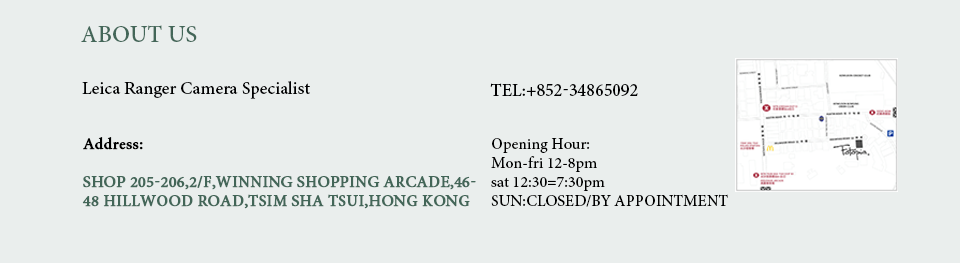 ABOUT US
Leica Ranger Camera Specialist
TEL:+852-34865092
Address:
SHOP 205-206,2/F,WINNING SHOPPING ARCADE,46-
48 HILLWOOD ROAD,TSIM SHA TSUI,HONG KONG
Opening Hour:
Mon-fri 12-8pm
sat 12:30=7:30pm
SUN:CLOSED/BY APPOINTMENT